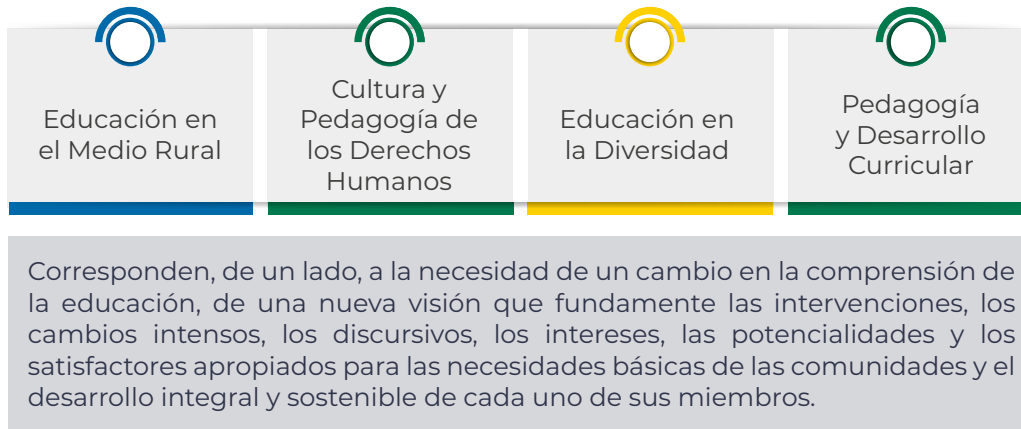 Educación en
el Medio Rural
Cultura y
Pedagogía de
los Derechos
Humanos
Educación en
la Diversidad
Pedagogía
y Desarrollo
Curricular
Corresponden, de un lado, a la necesidad de un cambio en la comprensión de
la educación, de una nueva visión que fundamente las intervenciones, los
cambios intensos, los discursivos, los intereses, las potencialidades y los
satisfactores apropiados para las necesidades básicas de las comunidades y el
desarrollo integral y sostenible de cada uno de sus miembros.